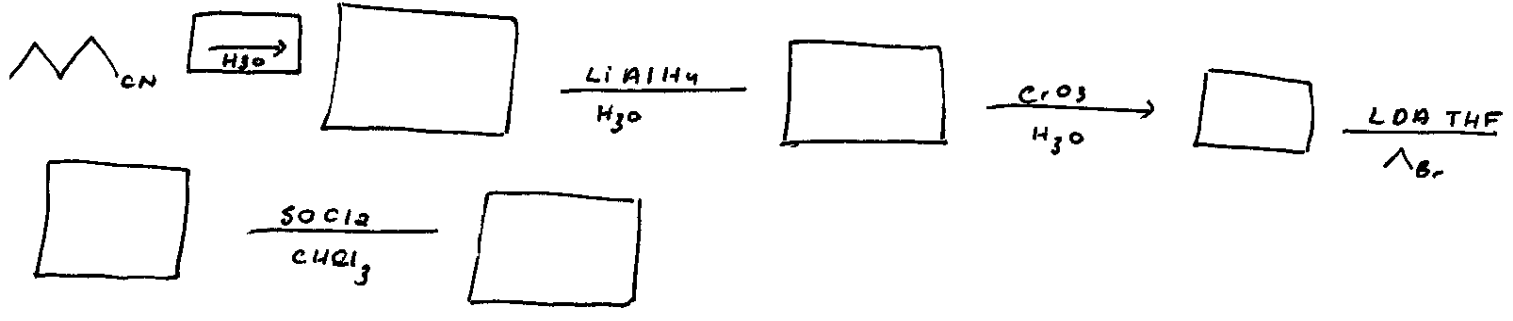 CN
H3O
LiAlH4
H3O
CrO3
H3O
LDA THF
Br
SOCl2
CHCl3